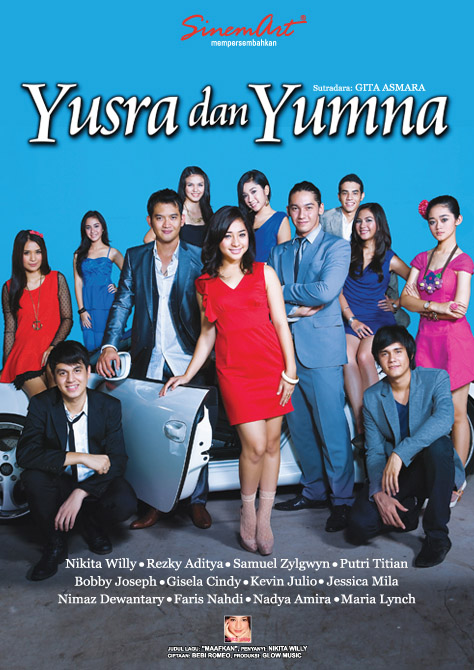 SinemArt®
mempersembahkan
Sutradara: GITA ASMARA
Yusra dan Yumna
Nikita Willy • Rezky Aditya • Samuel Zylgwyn • Putri Titian
Bobby Joseph • Gisela Cindy • Kevin Julio • Jessica Mila
Nimaz Dewantary • Faris Nahdi • Nadya Amira • Maria Lynch
JUDUL LAGU: "MAAFKAN", PENYANYI: NIKITA WILLY
CIPTAAN: BEBI ROMEO, PRODUKSI: GLOW MUSIC